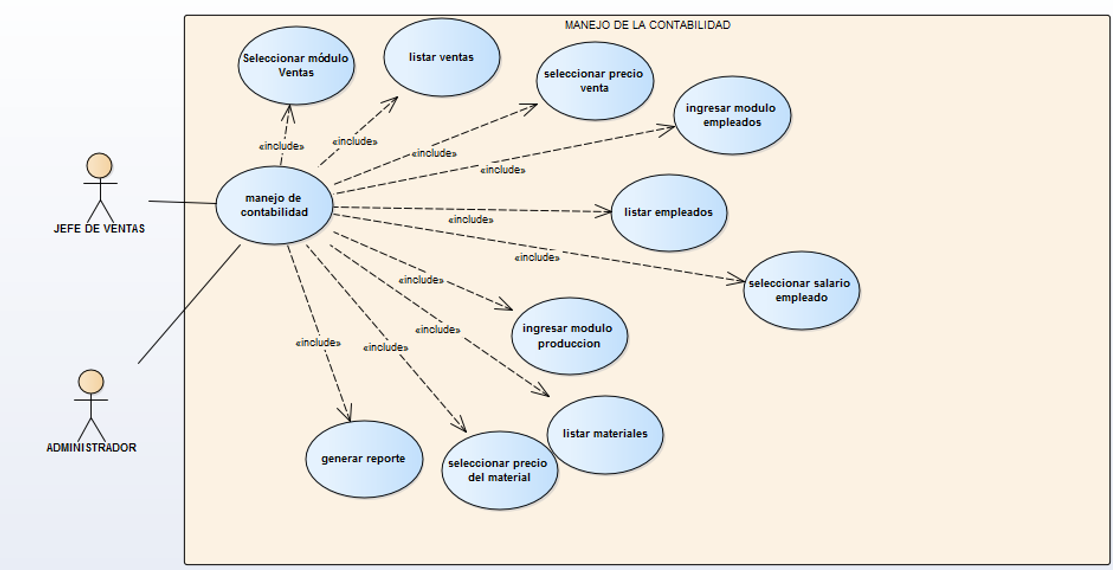 MANEJO DE LA CONTABILIDAD
Seleccionar módulo
Ventas
listar ventas
seleccionar precio
venta
ingresar modulo
empleados
«include»
«include»
«include»
«include»
JEFE DE VENTAS
manejo de
contabilidad
listar empleados
«include»
«include»
seleccionar salario
empleado
«include»
ingresar modulo
produccion
«include»
«include»
«include»
ADMINISTRADOR
generar reporte
seleccionar precio
del material
listar materiales